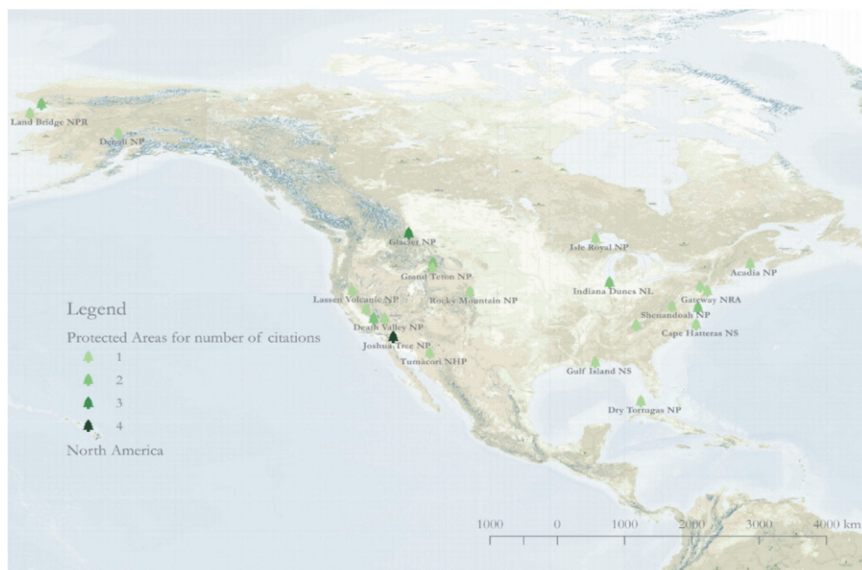 Land Bridge NPR
Denali NP
Glacier NP
Isle Royal NP
Acadia NP
Grand Teton NP
Indiana Dunes NL
Gateway NRA
Lassen Volcanic NP
Rocky Mountain NP
Shenandoah NP
Death Valley NP
Cape Hatteras NS
Joshua Tree NP
Tumacori NHP
Gulf Island NS
Dry Tortugas NP
Legend
Protected Areas for number of citations
1
2
3
4
North America
1000 0 1000 2000 3000 4000 km